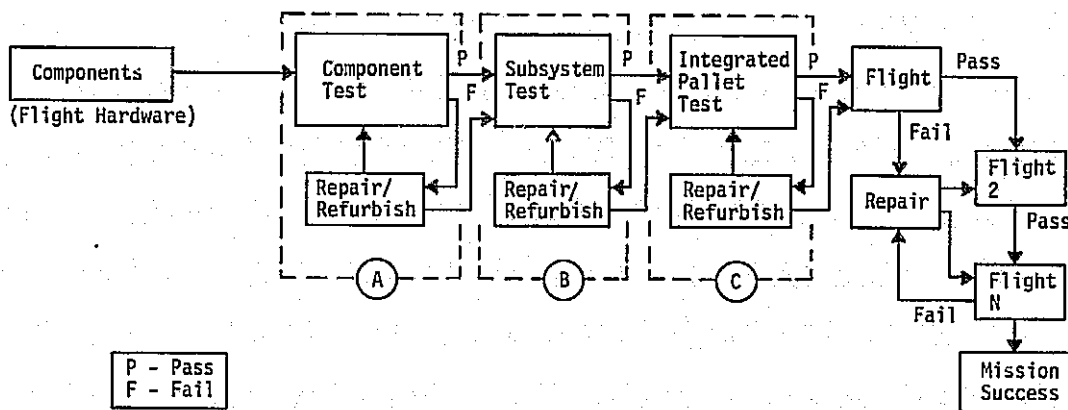 Components
(Flight Hardware)
Component
Test
P
F
Repair/
Refurbish
A
Subsystem
Test
P
F
Repair/
Refurbish
B
Integrated
Pallet
Test
P
F
Repair/
Refurbish
C
Flight
Pass
Fail
Repair
Flight
2
Pass
Flight
N
Fail
Mission
Success
P - Pass
F - Fail